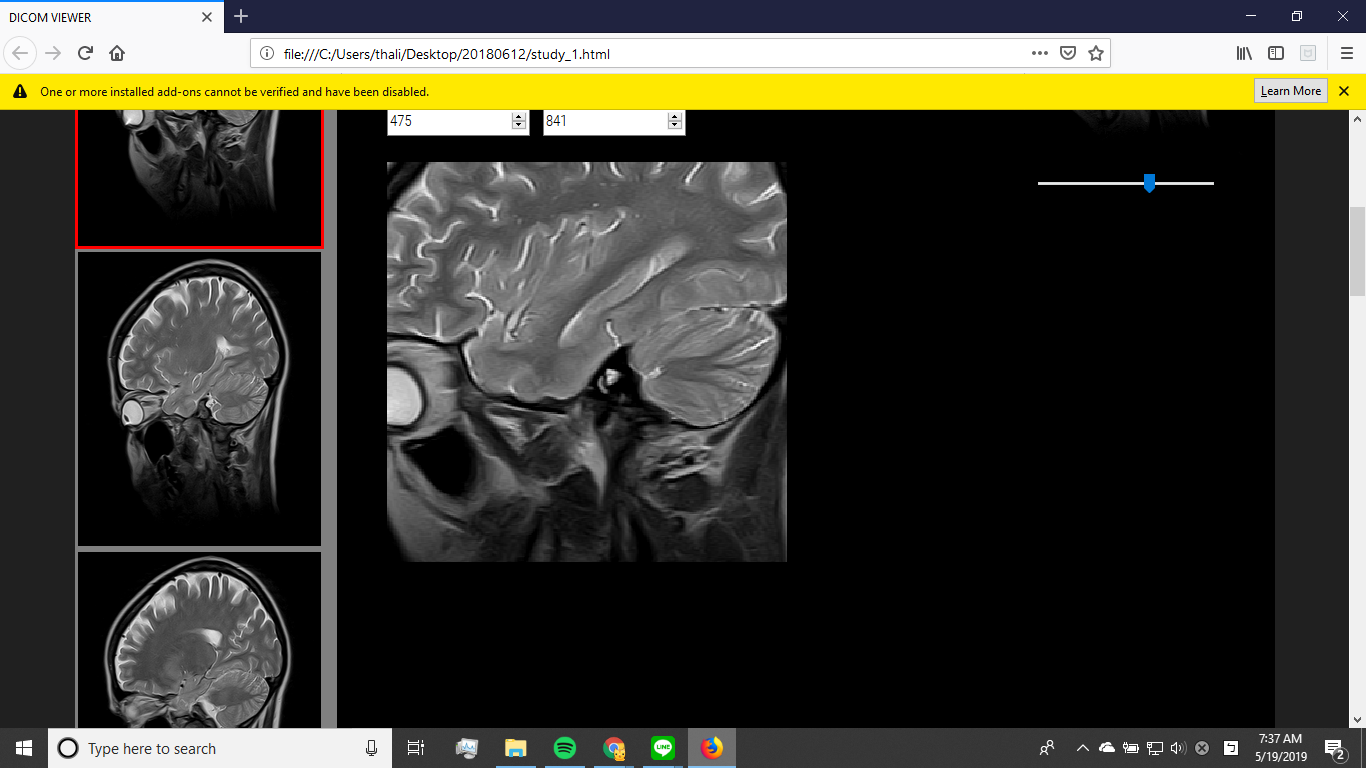 DICOM VIEWER
file:///C:/Users/thali/Desktop/20180612/study_1.html
One or more installed add-ons cannot be verified and have been disabled.
Learn More
475
841
Type here to search
LINE
7:37 AM
5/19/2019
2